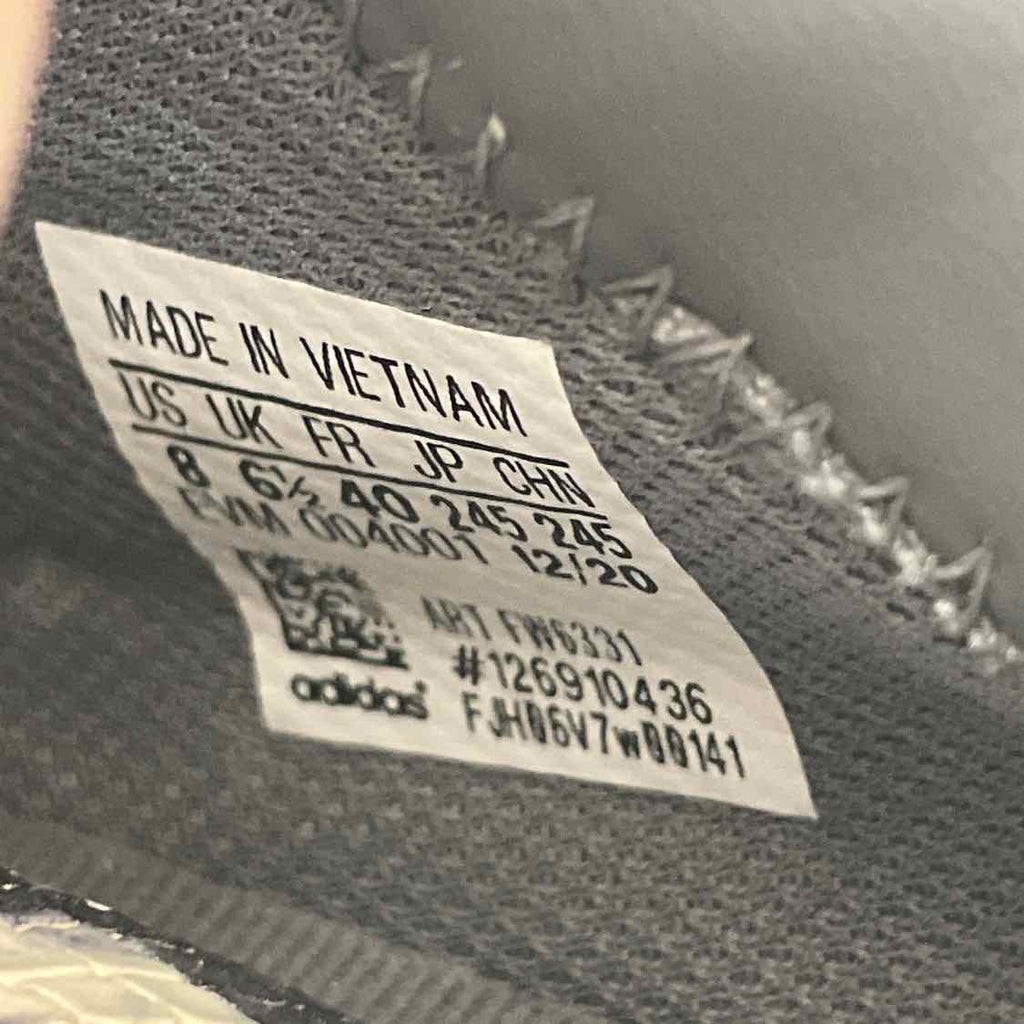 MADE IN VIETNAM
US UK FR JP CHN
8 6½ 40 245 245
EVM 004001 12/20
ART FW6331
#126910436
FJH06V7w00141
adidas